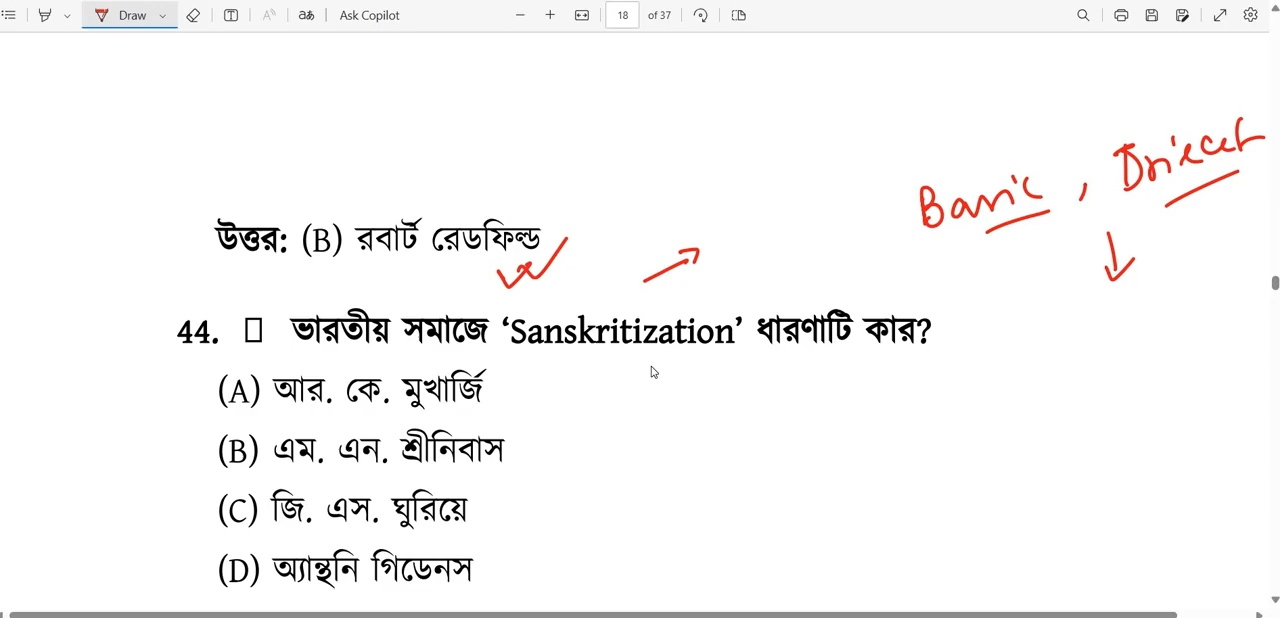 Draw
Ask Copilot
18 of 37
Basic , Driecet
উত্তর: (B) রবার্ট রেডফিল্ড
44. ভারতীয় সমাজে ‘Sanskritization’ ধারণাটি কার?
(A) আর. কে. মুখার্জি
(B) এম. এন. শ্রীনিবাস
(C) জি. এস. ঘুরিয়ে
(D) অ্যান্থনি গিডেনস